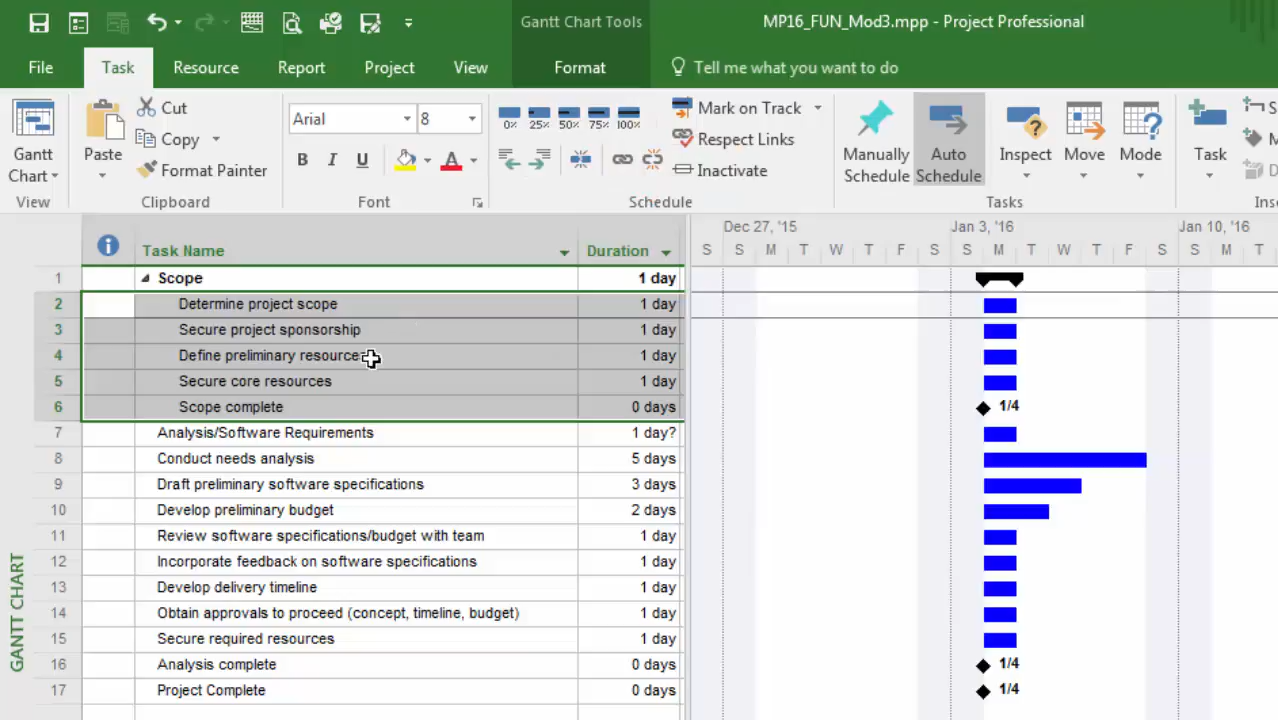 Gantt Chart Tools
MP16_FUN_Mod3.mpp - Project Professional
File Task Resource Report Project View Format Tell me what you want to do
Gantt Chart
View
Paste
Cut
Copy
Format Painter
Clipboard
Arial 8
B I U A
Font
0% 25% 50% 75% 100%
Mark on Track
Respect Links
Inactivate
Schedule
Manually Schedule
Auto Schedule
Inspect
Move
Mode
Tasks
Task
GANTT CHART
Task Name Duration
Dec 27, '15 Jan 3, '16 Jan 10, '16
S S M T W T F S S M T W T F S S M T
1 Scope 1 day
2 Determine project scope 1 day
3 Secure project sponsorship 1 day
4 Define preliminary resources 1 day
5 Secure core resources 1 day
6 Scope complete 0 days 1/4
7 Analysis/Software Requirements 1 day?
8 Conduct needs analysis 5 days
9 Draft preliminary software specifications 3 days
10 Develop preliminary budget 2 days
11 Review software specifications/budget with team 1 day
12 Incorporate feedback on software specifications 1 day
13 Develop delivery timeline 1 day
14 Obtain approvals to proceed (concept, timeline, budget) 1 day
15 Secure required resources 1 day
16 Analysis complete 0 days 1/4
17 Project Complete 0 days 1/4